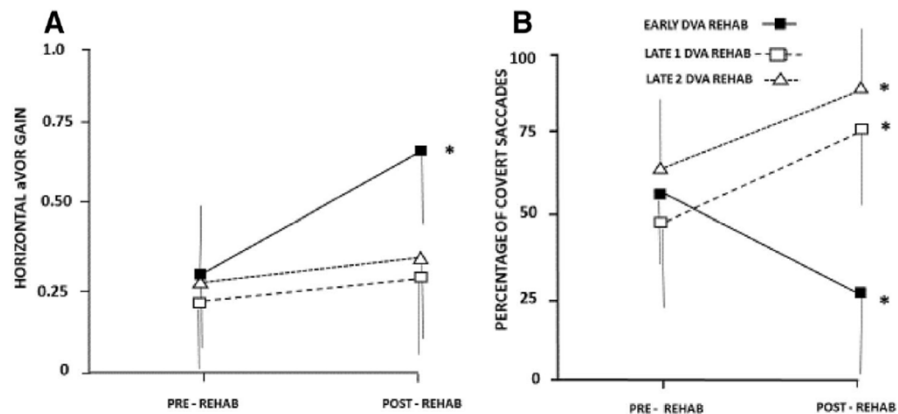 A
HORIZONTAL aVOR GAIN
1.0
0.75
0.50
0.25
0
*
PRE - REHAB
POST - REHAB
B
PERCENTAGE OF COVERT SACCADES
100
75
50
25
0
EARLY DVA REHAB
LATE 1 DVA REHAB
LATE 2 DVA REHAB
*
*
*
PRE - REHAB
POST - REHAB